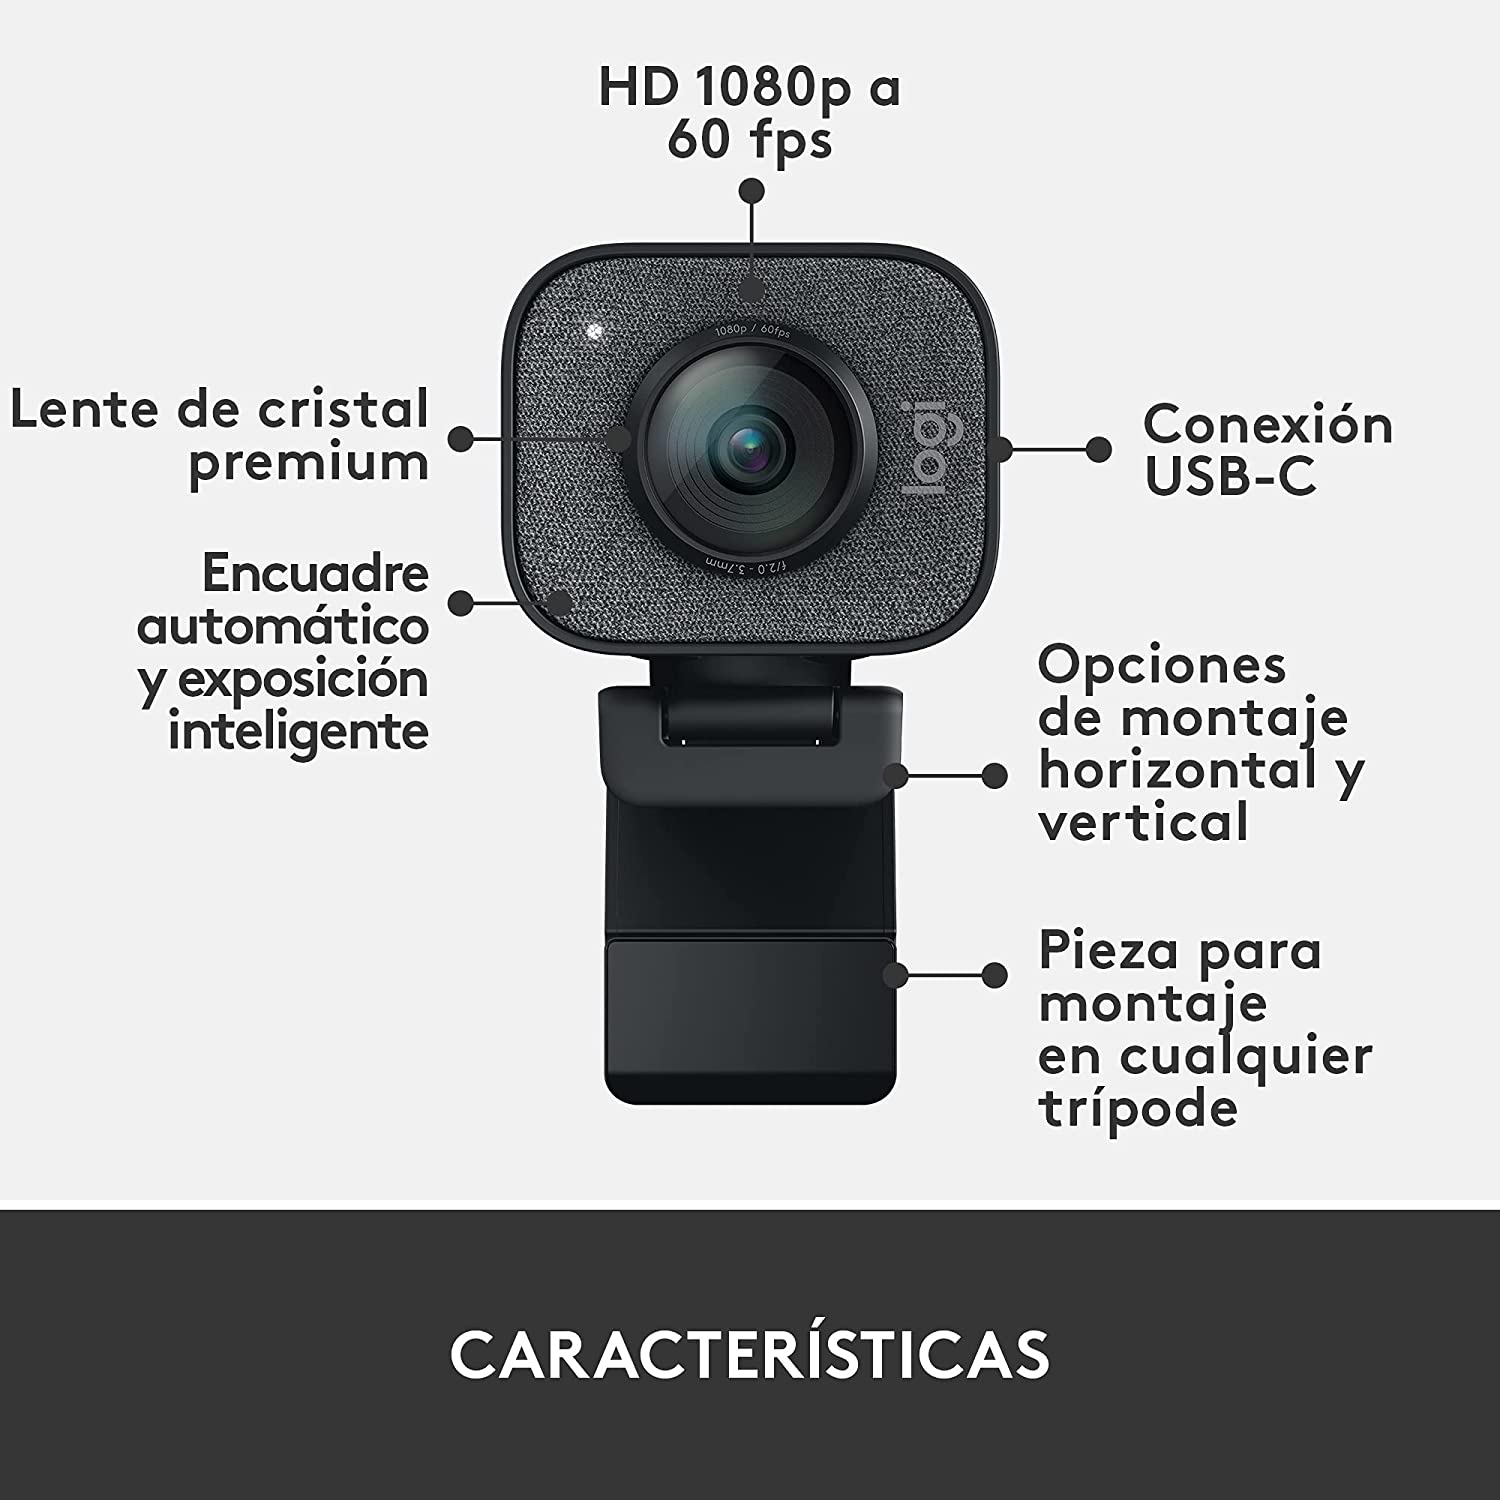 HD 1080p a
60 fps
1080p / 60fps
Lente de cristal
premium
logi
Conexión
USB-C
f/2.0 - 3.7mm
Encuadre
automático
y exposición
inteligente
Opciones
de montaje
horizontal y
vertical
Pieza para
montaje
en cualquier
trípode
CARACTERÍSTICAS